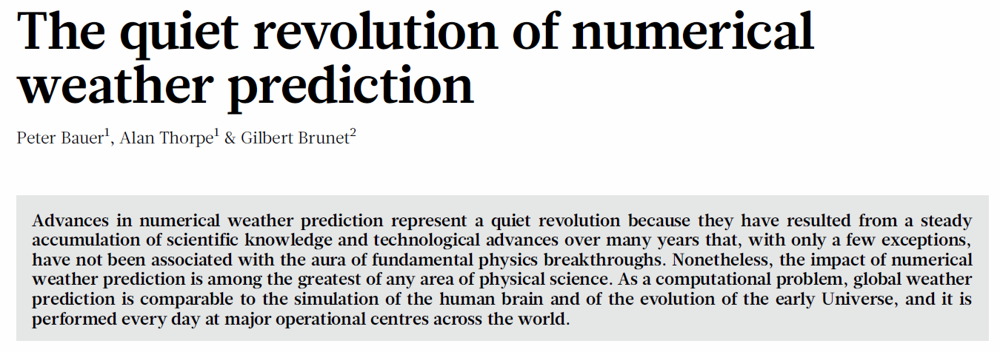 The quiet revolution of numerical
weather prediction
Peter Bauer¹, Alan Thorpe¹ & Gilbert Brunet²
Advances in numerical weather prediction represent a quiet revolution because they have resulted from a steady
accumulation of scientific knowledge and technological advances over many years that, with only a few exceptions,
have not been associated with the aura of fundamental physics breakthroughs. Nonetheless, the impact of numerical
weather prediction is among the greatest of any area of physical science. As a computational problem, global weather
prediction is comparable to the simulation of the human brain and of the evolution of the early Universe, and it is
performed every day at major operational centres across the world.